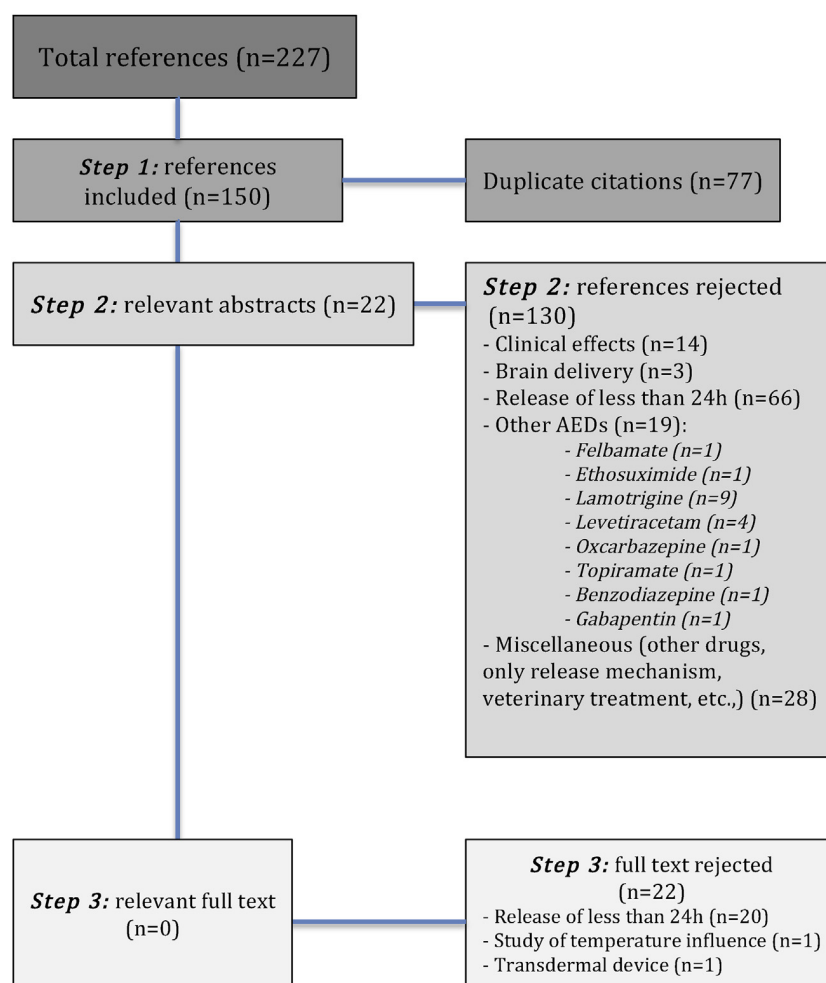 Total references (n=227)
Step 1: references
included (n=150)
Duplicate citations (n=77)
Step 2: relevant abstracts (n=22)
Step 2: references rejected
(n=130)
- Clinical effects (n=14)
- Brain delivery (n=3)
- Release of less than 24h (n=66)
- Other AEDs (n=19):
- Felbamate (n=1)
- Ethosuximide (n=1)
- Lamotrigine (n=9)
- Levetiracetam (n=4)
- Oxcarbazepine (n=1)
- Topiramate (n=1)
- Benzodiazepine (n=1)
- Gabapentin (n=1)
- Miscellaneous (other drugs,
only release mechanism,
veterinary treatment, etc.,) (n=28)
Step 3: relevant full text
(n=0)
Step 3: full text rejected
(n=22)
- Release of less than 24h (n=20)
- Study of temperature influence (n=1)
- Transdermal device (n=1)